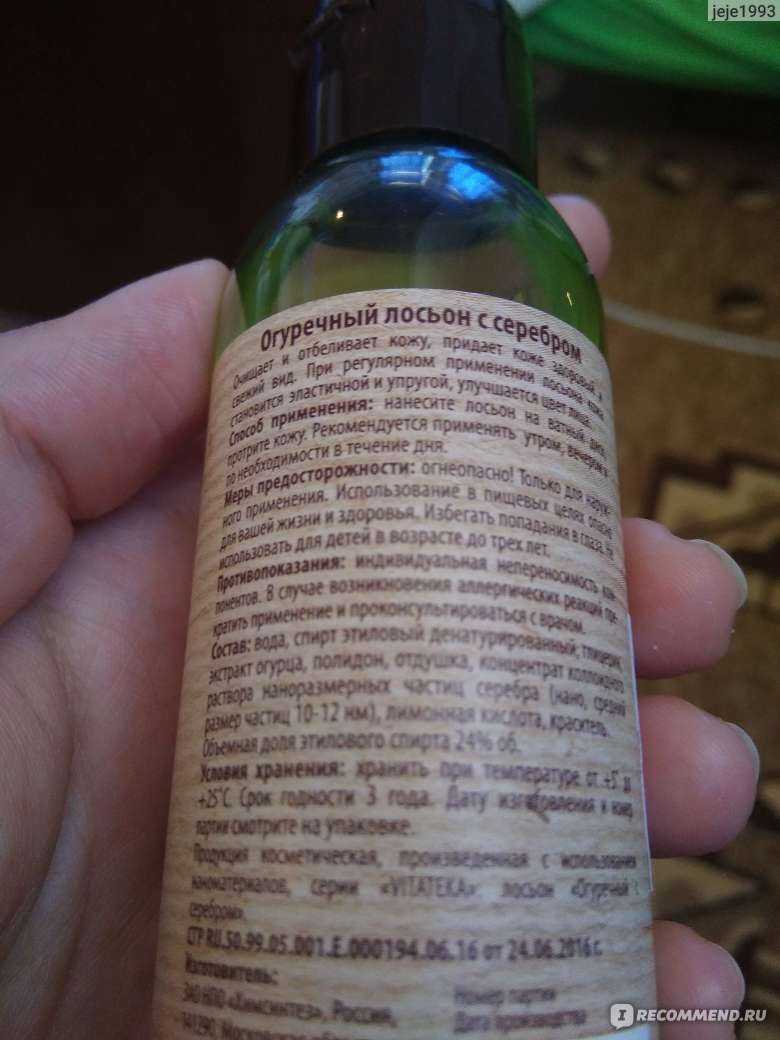 jeje1993
Огуречный лосьон с серебром
Очищает и отбеливает кожу, придает коже здоровый и
свежий вид. При регулярном применении лосьона кожа
становится эластичной и упругой, улучшается цвет лица.
Способ применения: нанесите лосьон на ватный диск
протрите кожу. Рекомендуется применять утром, вечером и
по необходимости в течение дня.
Меры предосторожности: огнеопасно! Только для наруж-
ного применения. Использование в пищевых целях опасно
для вашей жизни и здоровья. Избегать попадания в глаза. Не
использовать для детей в возрасте до трех лет.
Противопоказания: индивидуальная непереносимость ком-
понентов. В случае возникновения аллергических реакций пре-
кратить применение и проконсультироваться с врачом.
Состав: вода, спирт этиловый денатурированный, глицерин,
экстракт огурца, полидон, отдушка, концентрат коллоидного
раствора наноразмерных частиц серебра (нано, средний
размер частиц 10-12 нм), лимонная кислота, краситель.
Объемная доля этилового спирта 24% об.
Условия хранения: хранить при температуре от +5 до
+25°С. Срок годности 3 года. Дату изготовления и номер
партии смотрите на упаковке.
Продукция косметическая, произведенная с использованием
наноматериалов, серии «VITATEKA» лосьон «Огуречный с
серебром».
СГР RU.50.99.05.001.Е.000194.06.16 от 24.06.2016 г.
Изготовитель:
ЗАО НПО «Химсинтез», Россия,
141290, Московская
Номер партии
Дата производства
IRECOMMEND.RU